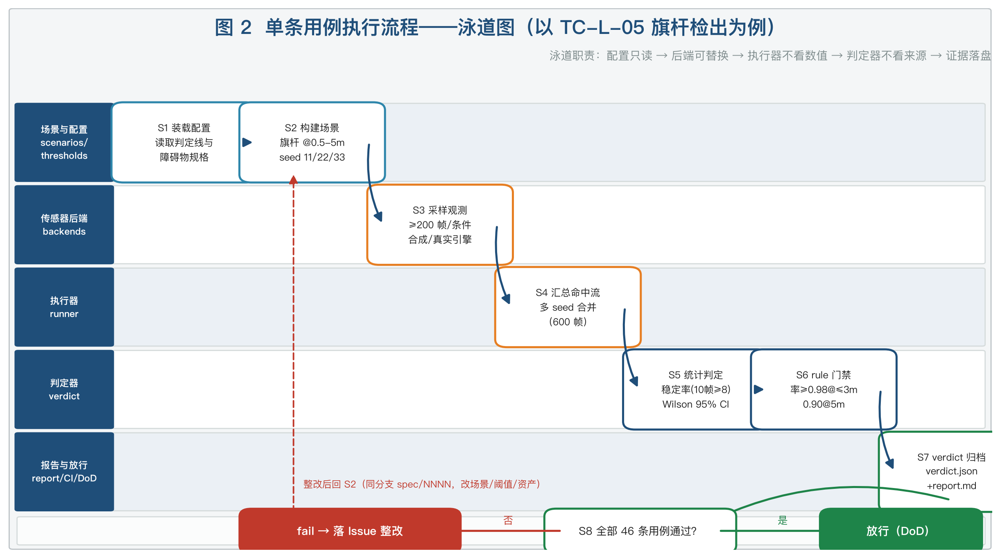 图 2 单条用例执行流程——泳道图（以 TC-L-05 旗杆检出为例）
泳道职责：配置只读 → 后端可替换 → 执行器不看数值 → 判定器不看来源 → 证据落盘
场景与配置
scenarios/
thresholds
S1 装载配置
读取判定线与
障碍物规格
S2 构建场景
旗杆 @0.5–5m
seed 11/22/33
传感器后端
backends
S3 采样观测
≥200 帧/条件
合成/真实引擎
执行器
runner
S4 汇总命中流
多 seed 合并
(600 帧)
判定器
verdict
S5 统计判定
稳定率(10帧≥8)
Wilson 95% CI
S6 rule 门禁
率≥0.98@≤3m
0.90@5m
报告与放行
report/CI/DoD
S7 verdict 归档
verdict.json
+report.md
整改后回 S2（同分支 spec/NNNN，改场景/阈值/资产）
fail → 落 Issue 整改
否
S8 全部 46 条用例通过?
是
放行（DoD）